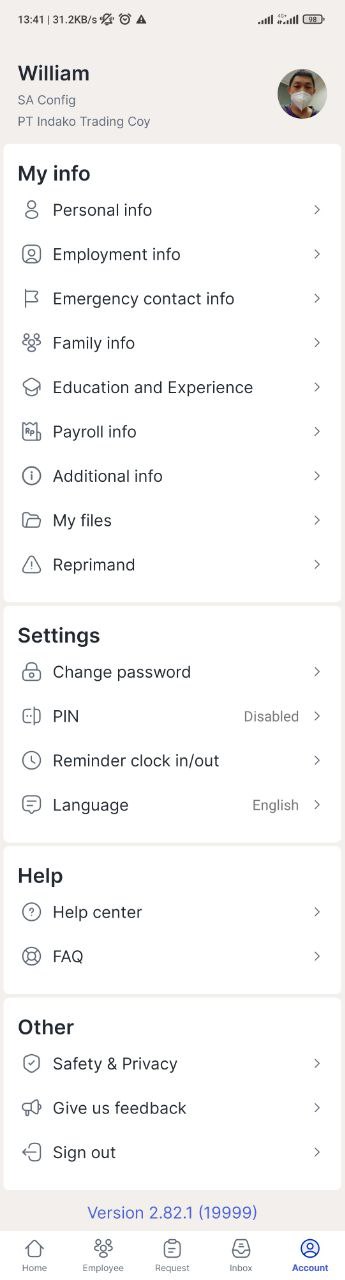 13:41 | 31.2KB/s
4G+
98
William
SA Config
PT Indako Trading Coy
My info
Personal info
Employment info
Emergency contact info
Family info
Education and Experience
Rp
Payroll info
Additional info
My files
Reprimand
Settings
Change password
PIN Disabled
Reminder clock in/out
Language English
Help
Help center
FAQ
Other
Safety & Privacy
Give us feedback
Sign out
Version 2.82.1 (19999)
Home Employee Request Inbox Account